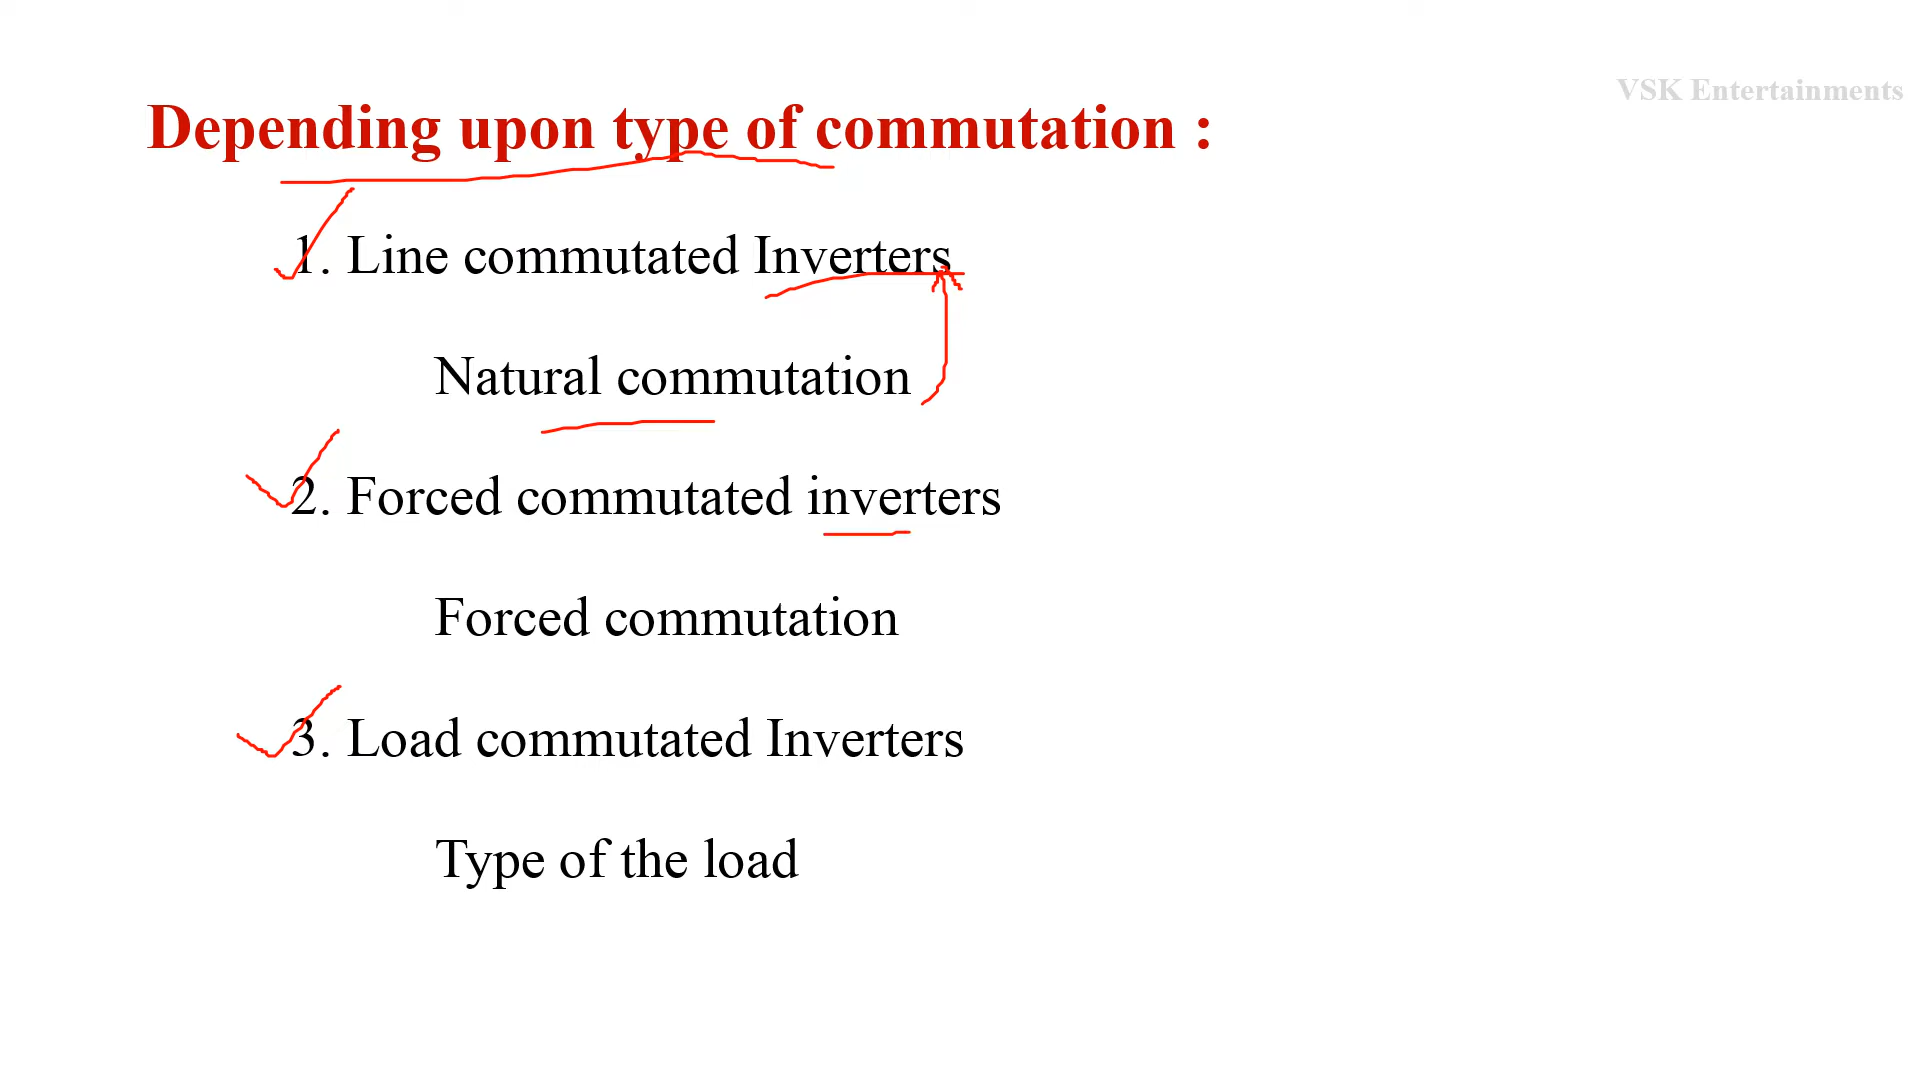 VSK Entertainments
Depending upon type of commutation :
1. Line commutated Inverters
Natural commutation
2. Forced commutated inverters
Forced commutation
3. Load commutated Inverters
Type of the load